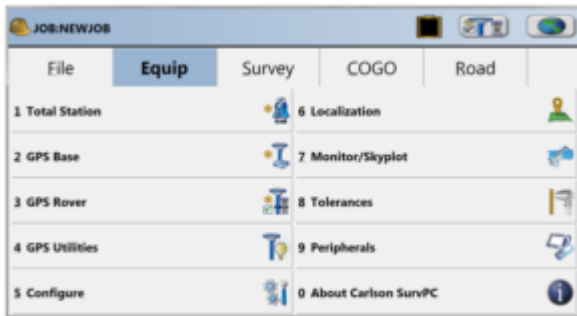 JOB:NEWJOB
File Equip Survey COGO Road
1 Total Station
2 GPS Base
3 GPS Rover
4 GPS Utilities
5 Configure
6 Localization
7 Monitor/Skyplot
8 Tolerances
9 Peripherals
0 About Carlson SurvPC